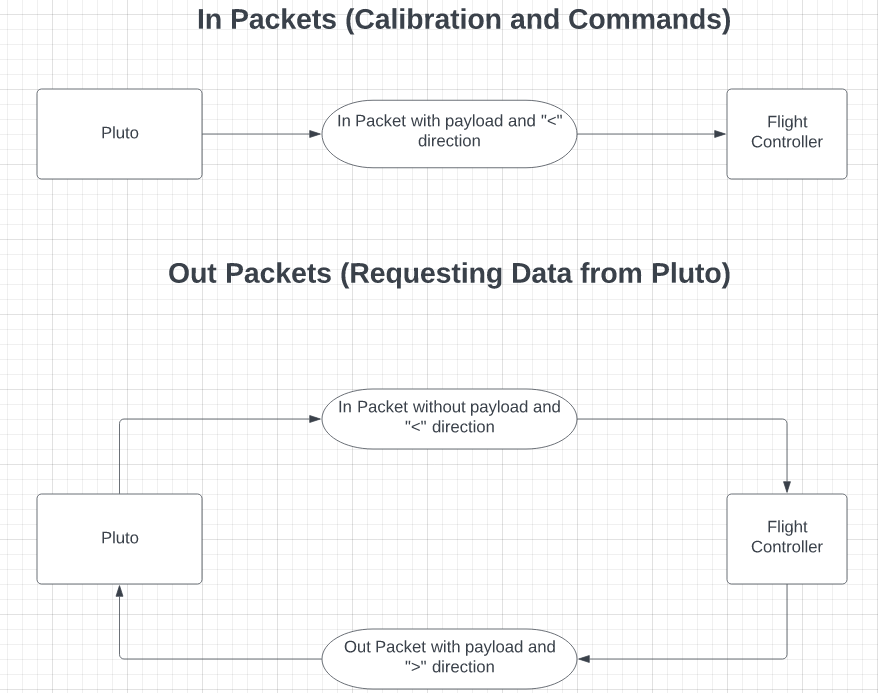 In Packets (Calibration and Commands)
Pluto
In Packet with payload and "<"
direction
Flight
Controller
Out Packets (Requesting Data from Pluto)
In Packet without payload and
"<" direction
Pluto
Flight
Controller
Out Packet with payload and
">" direction